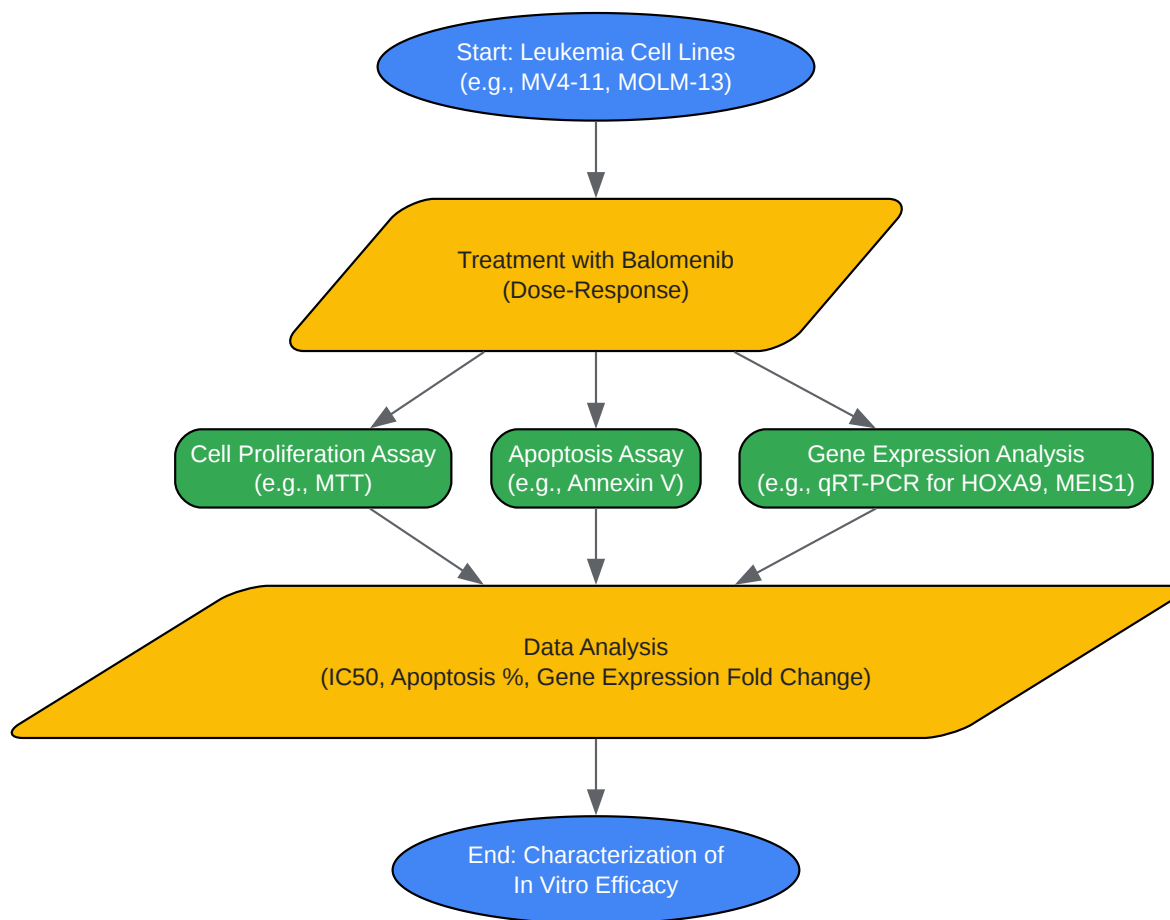 Start: Leukemia Cell Lines
(e.g., MV4-11, MOLM-13)
Treatment with Balomenib
(Dose-Response)
Cell Proliferation Assay
(e.g., MTT)
Apoptosis Assay
(e.g., Annexin V)
Gene Expression Analysis
(e.g., qRT-PCR for HOXA9, MEIS1)
Data Analysis
(IC50, Apoptosis %, Gene Expression Fold Change)
End: Characterization of
In Vitro Efficacy